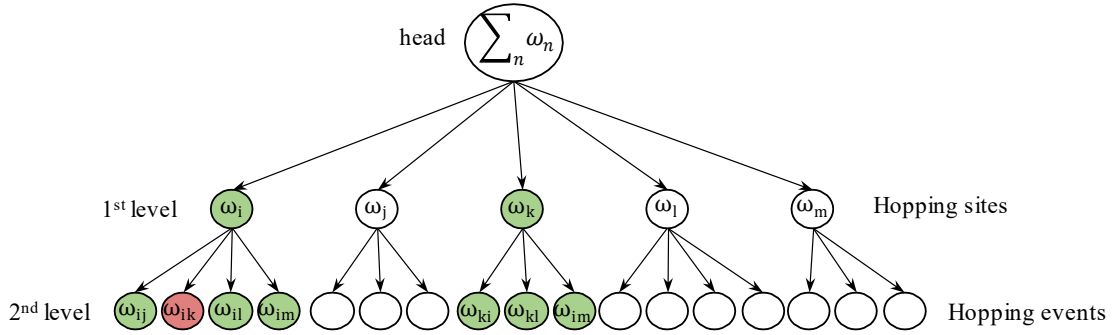 head ∑ₙ ωₙ
1ˢᵗ level ωᵢ ωⱼ ωₖ ωₗ ωₘ Hopping sites
2ⁿᵈ level ωᵢⱼ ωᵢₖ ωᵢₗ ωᵢₘ ωₖᵢ ωₖₗ ωᵢₘ Hopping events